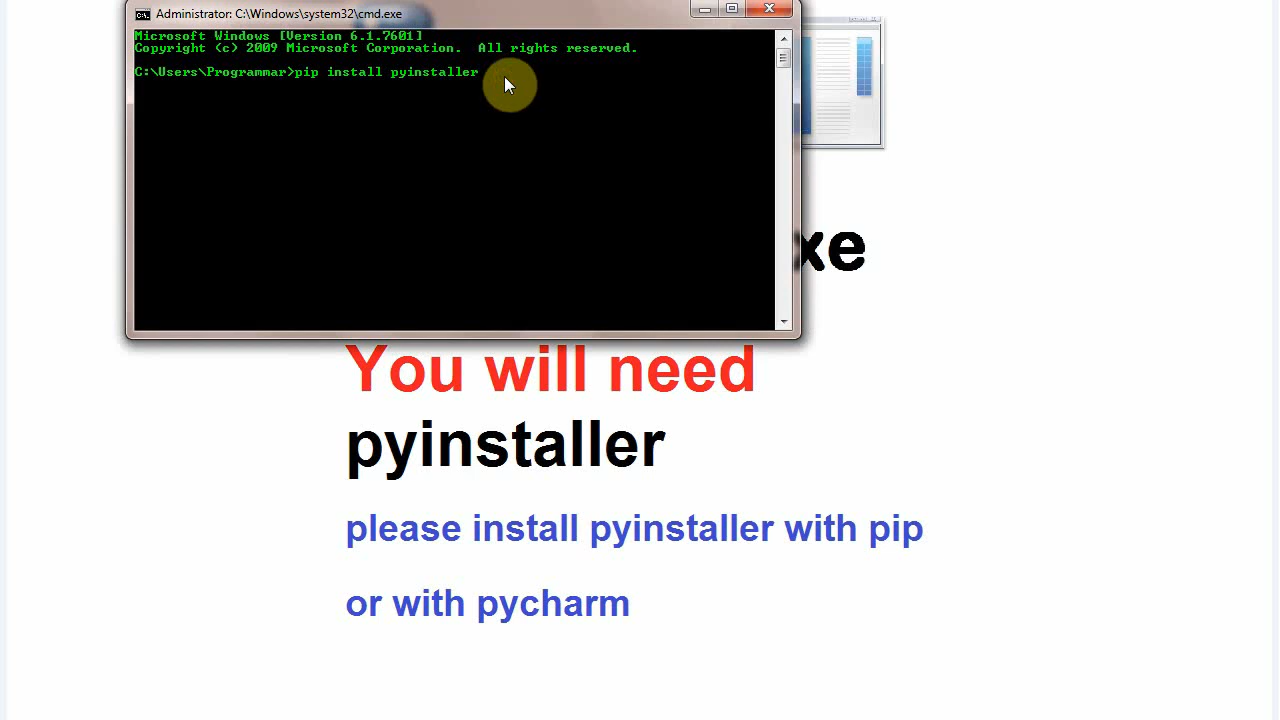 Administrator: C:\Windows\system32\cmd.exe
Microsoft Windows [Version 6.1.7601]
Copyright (c) 2009 Microsoft Corporation.  All rights reserved.
C:\Users\Programmar>pip install pyinstaller
xe
You will need
pyinstaller
please install pyinstaller with pip
or with pycharm